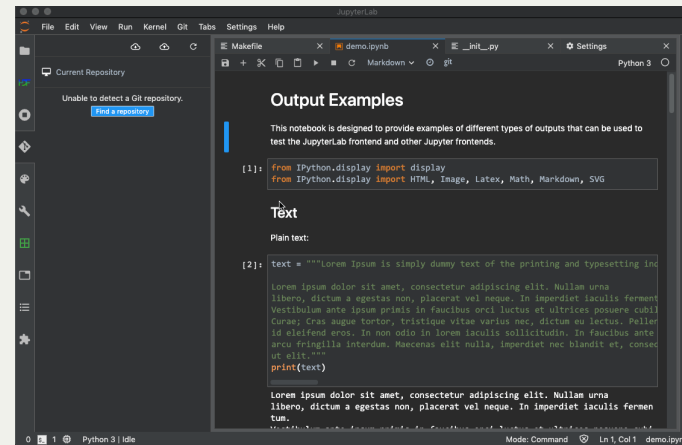 JupyterLab
File Edit View Run Kernel Git Tabs Settings Help
Makefile demo.ipynb __init__.py Settings
Markdown git Python 3
Current Repository
Unable to detect a Git repository.
Find a repository
Output Examples
This notebook is designed to provide examples of different types of outputs that can be used to
test the JupyterLab frontend and other Jupyter frontends.
[1]: from IPython.display import display
from IPython.display import HTML, Image, Latex, Math, Markdown, SVG
Text
Plain text:
[2]: text = """Lorem Ipsum is simply dummy text of the printing and typesetting ind
Lorem ipsum dolor sit amet, consectetur adipiscing elit. Nullam urna
libero, dictum a egestas non, placerat vel neque. In imperdiet iaculis ferment
Vestibulum ante ipsum primis in faucibus orci luctus et ultrices posuere cubil
Curae; Cras augue tortor, tristique vitae varius nec, dictum eu lectus. Pellen
id eleifend eros. In non odio in lorem iaculis sollicitudin. In faucibus ante
arcu fringilla interdum. Maecenas elit nulla, imperdiet nec blandit et, consec
ut elit."""
print(text)
Lorem ipsum dolor sit amet, consectetur adipiscing elit. Nullam urna
libero, dictum a egestas non, placerat vel neque. In imperdiet iaculis fermen
tum.
0 1 Python 3 | Idle Mode: Command Ln 1, Col 1 demo.ipyn